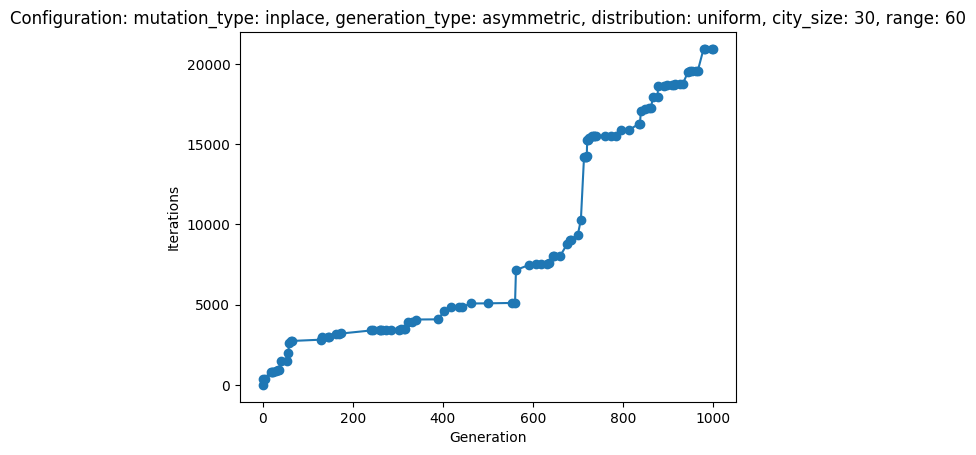 Configuration: mutation_type: inplace, generation_type: asymmetric, distribution: uniform, city_size: 30, range: 60
20000
15000
10000
5000
0
Iterations
0 200 400 600 800 1000
Generation